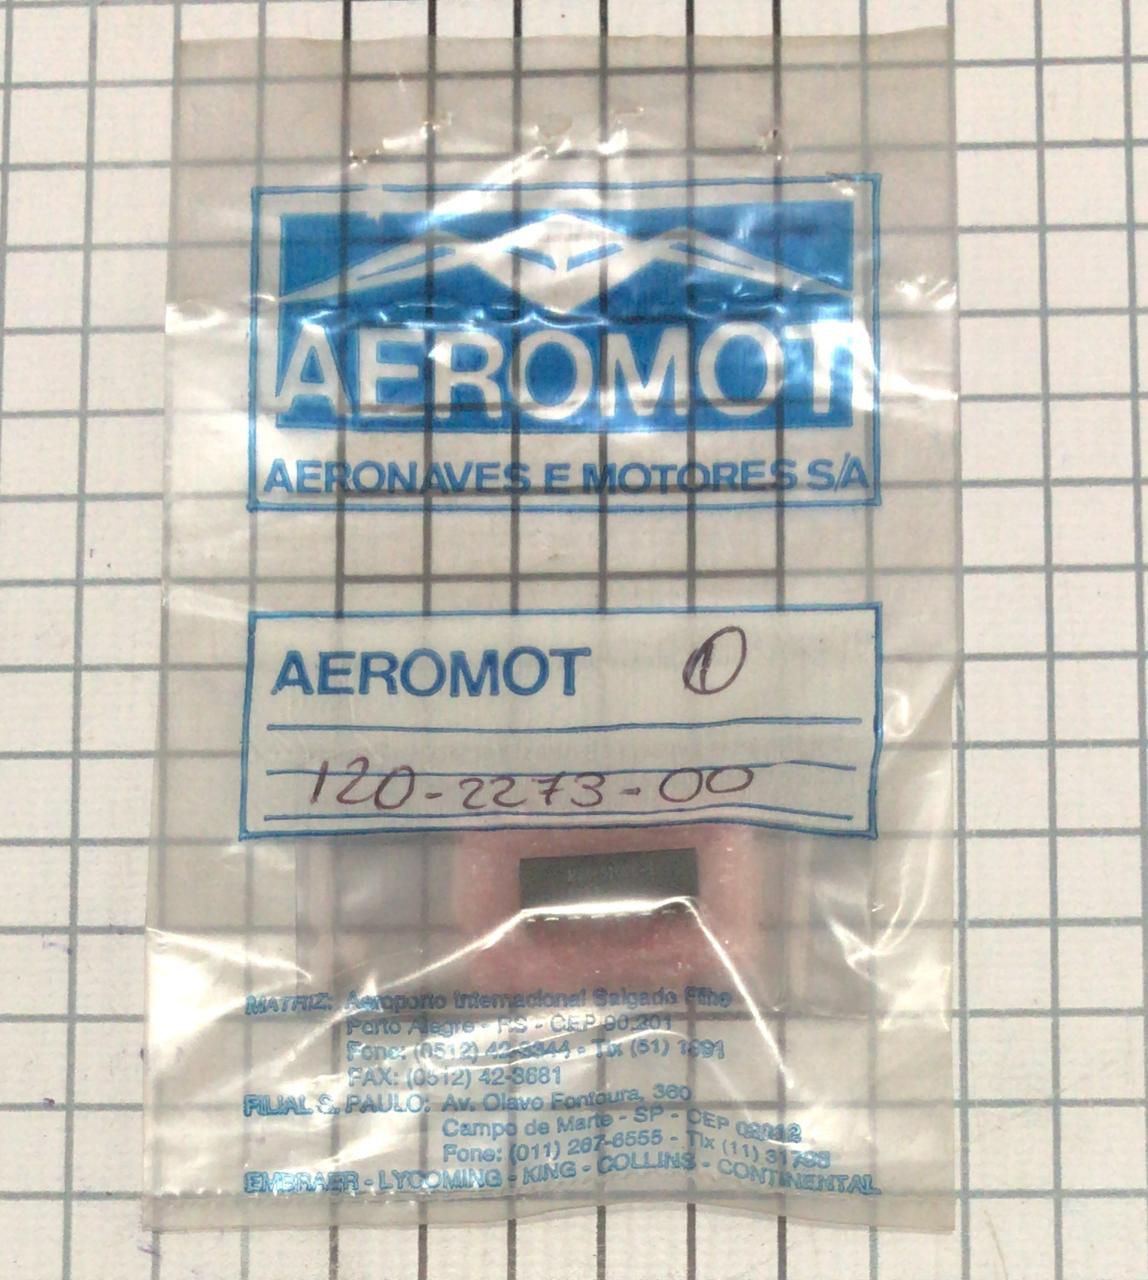 AEROMOT
AERONAVES E MOTORES S/A
AEROMOT 1
120-2273-00
MATRIZ: Aeroporto Internacional Salgado Filho
Porto Alegre - RS - CEP 90.201
Fone: (0512) 42-3344 - Tlx (51) 1891
FAX: (0512) 42-3681
FILIAL S. PAULO: Av. Olavo Fontoura, 360
Campo de Marte - SP - CEP
Fone: (011) 267-6555 - Tlx (11)
EMBRAER - LYCOMING - KING - COLLINS - CONTINENTAL